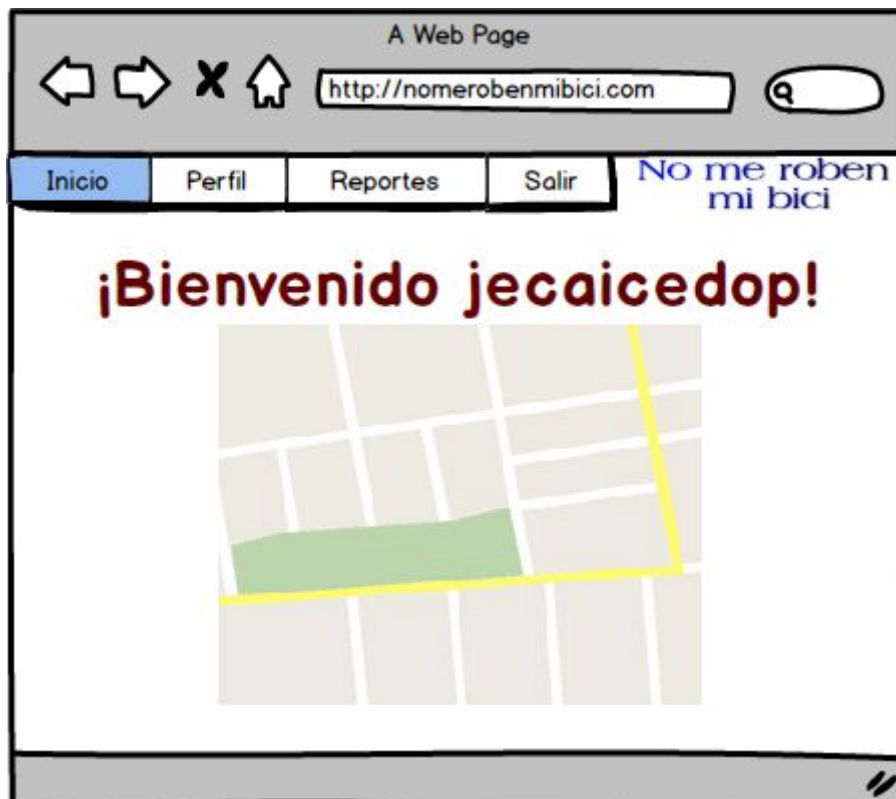 A Web Page
http://nomerobenmibici.com
Inicio Perfil Reportes Salir
No me roben
mi bici
¡Bienvenido jecaicedop!